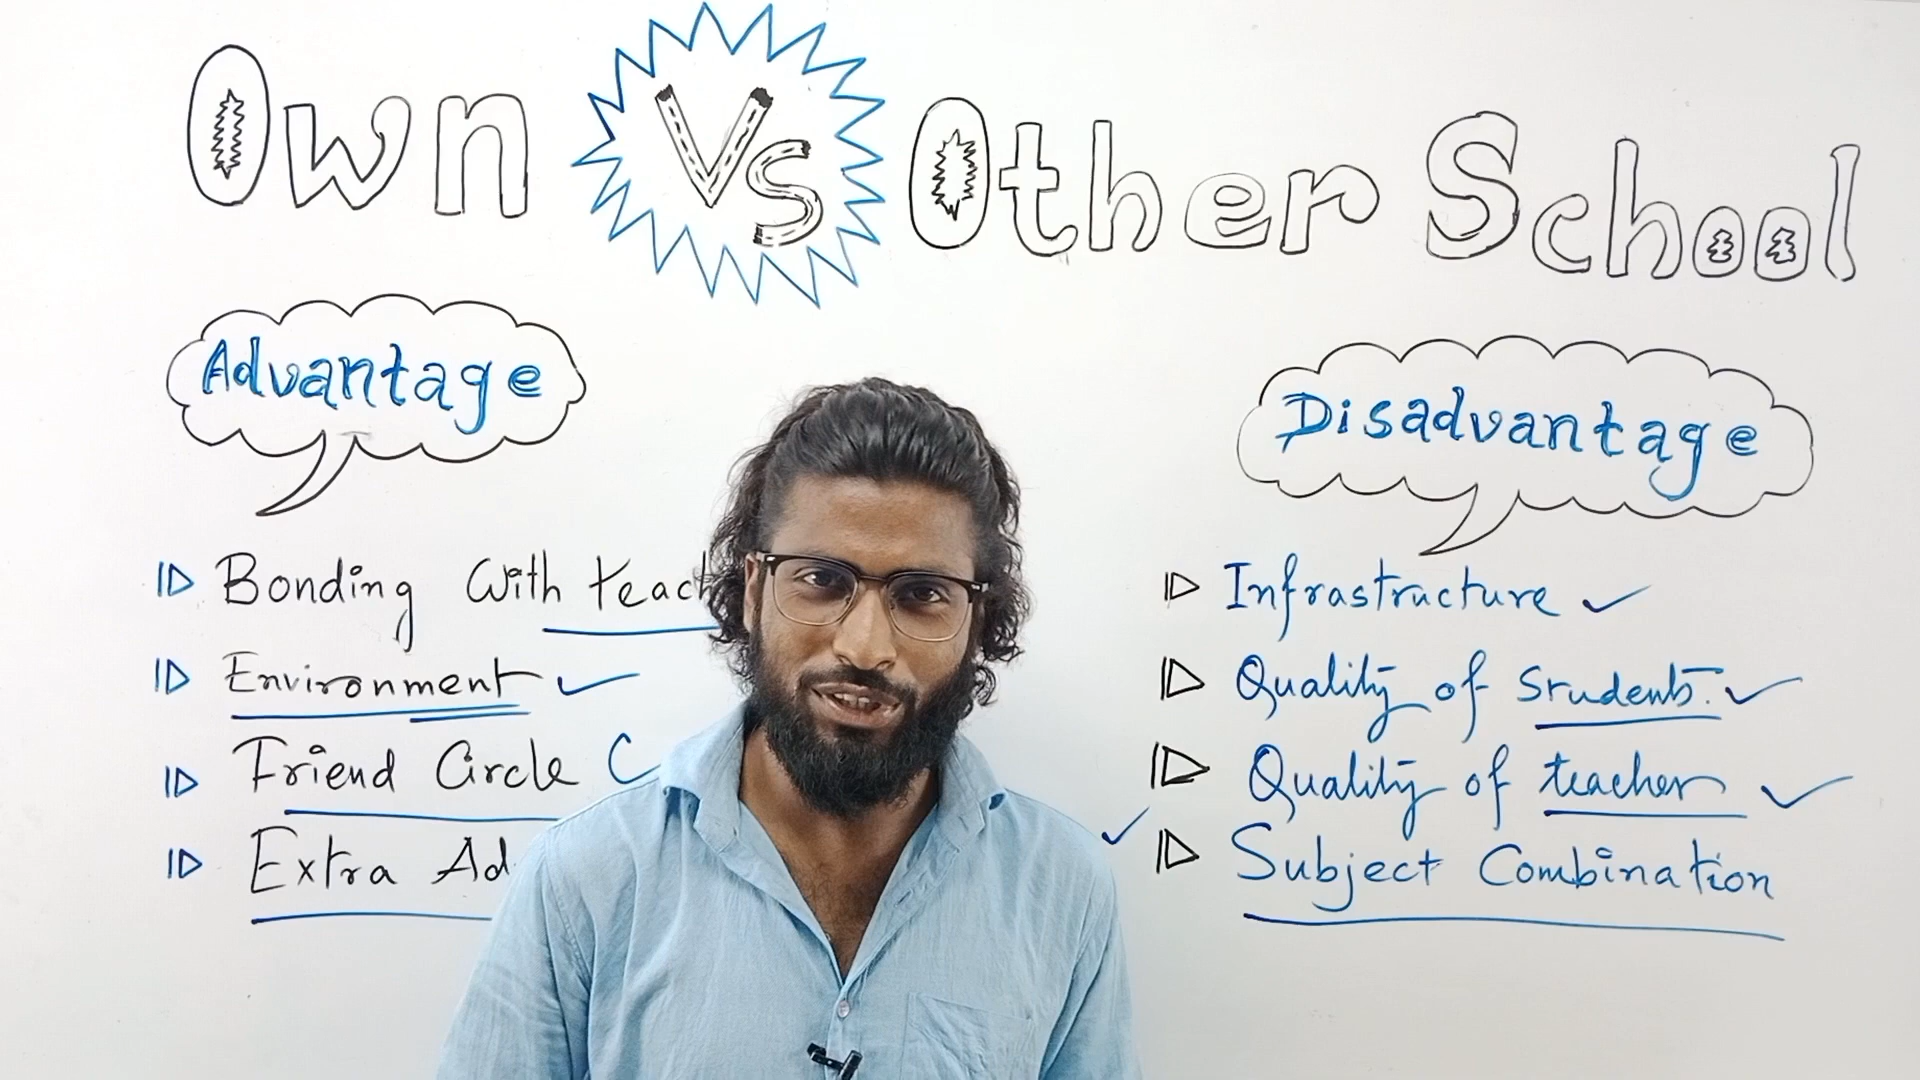 Own Vs Other School
Advantage
Disadvantage
Bonding With teach
Environment
Friend Circle
Extra Ad
Infrastructure
Quality of Students.
Quality of teacher
Subject Combination